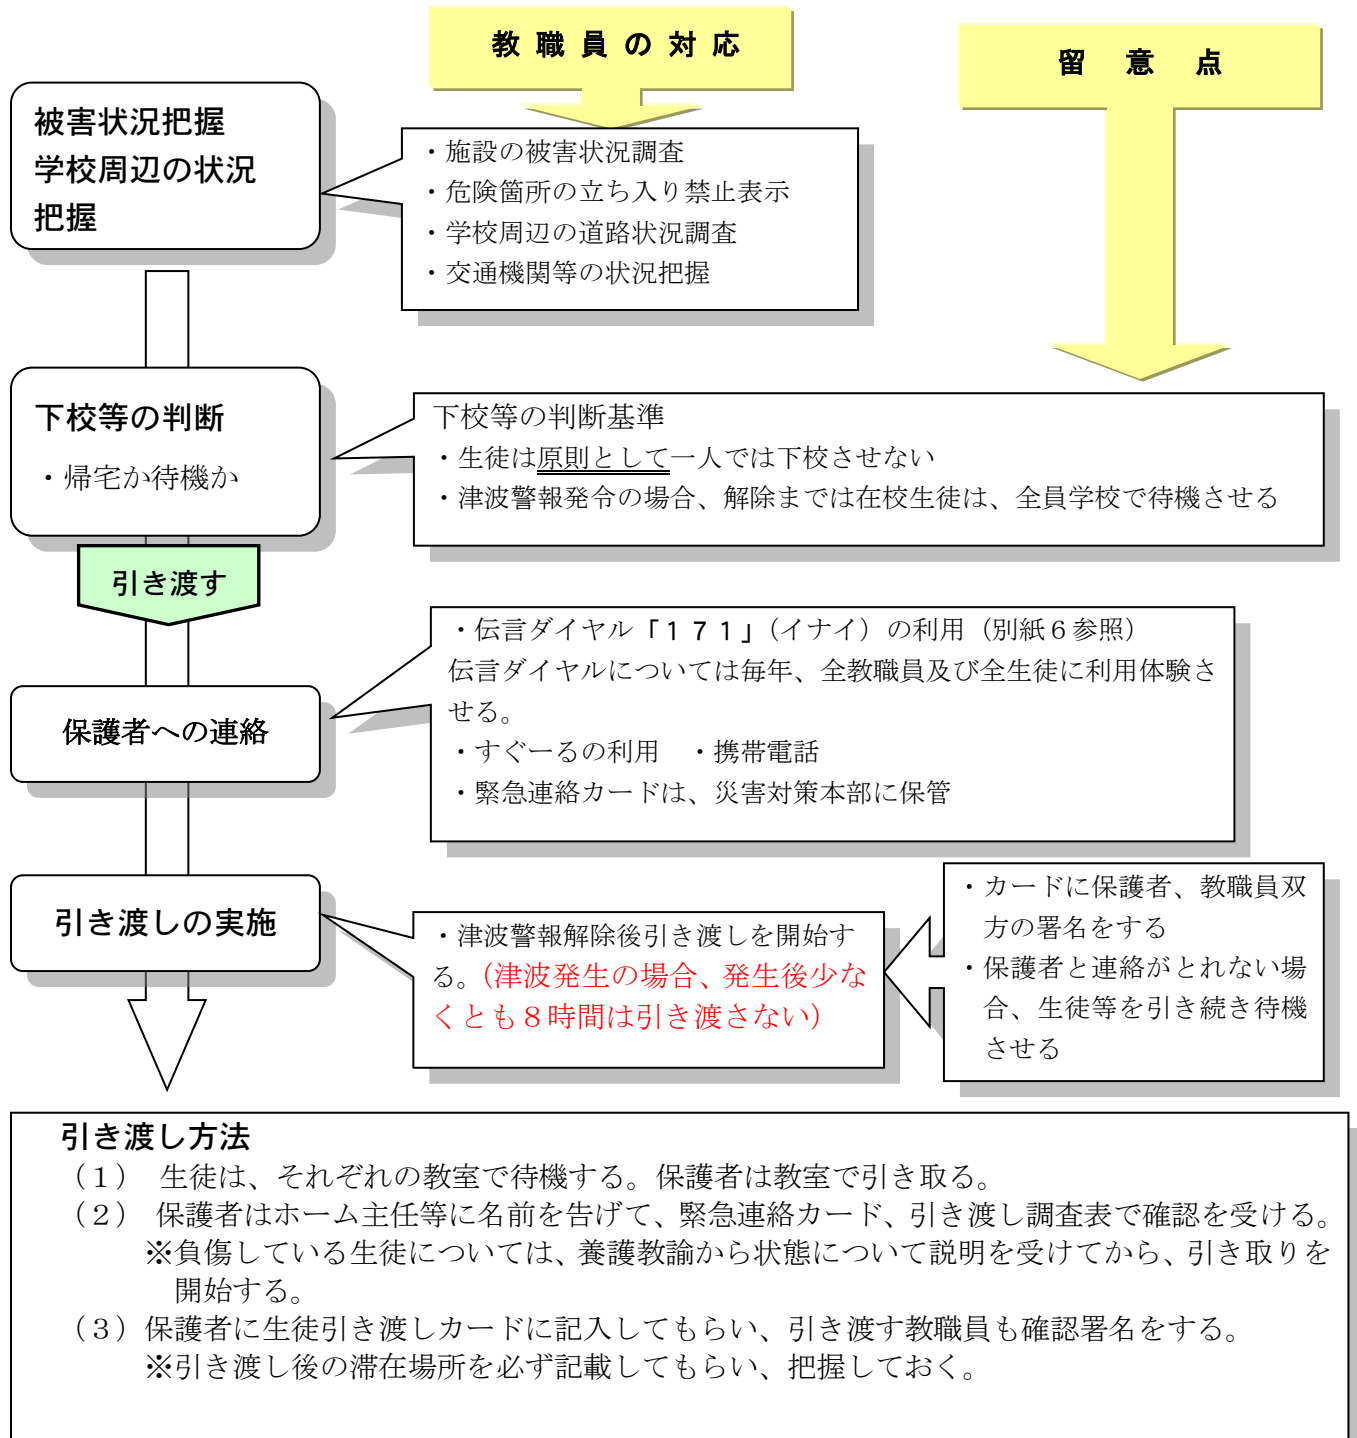 教職員の対応
留意点
被害状況把握
学校周辺の状況
把握
・施設の被害状況調査
・危険箇所の立ち入り禁止表示
・学校周辺の道路状況調査
・交通機関等の状況把握
下校等の判断
・帰宅か待機か
下校等の判断基準
・生徒は原則として一人では下校させない
・津波警報発令の場合、解除までは在校生徒は、全員学校で待機させる
引き渡す
保護者への連絡
・伝言ダイヤル「１７１」（イナイ）の利用（別紙６参照）
伝言ダイヤルについては毎年、全教職員及び全生徒に利用体験さ
せる。
・すぐーるの利用　・携帯電話
・緊急連絡カードは、災害対策本部に保管
引き渡しの実施
・津波警報解除後引き渡しを開始す
る。（津波発生の場合、発生後少な
くとも８時間は引き渡さない）
・カードに保護者、教職員双
方の署名をする
・保護者と連絡がとれない場
合、生徒等を引き続き待機
させる
引き渡し方法
（１）　生徒は、それぞれの教室で待機する。保護者は教室で引き取る。
（２）　保護者はホーム主任等に名前を告げて、緊急連絡カード、引き渡し調査表で確認を受ける。
※負傷している生徒については、養護教諭から状態について説明を受けてから、引き取りを
開始する。
（３）保護者に生徒引き渡しカードに記入してもらい、引き渡す教職員も確認署名をする。
※引き渡し後の滞在場所を必ず記載してもらい、把握しておく。